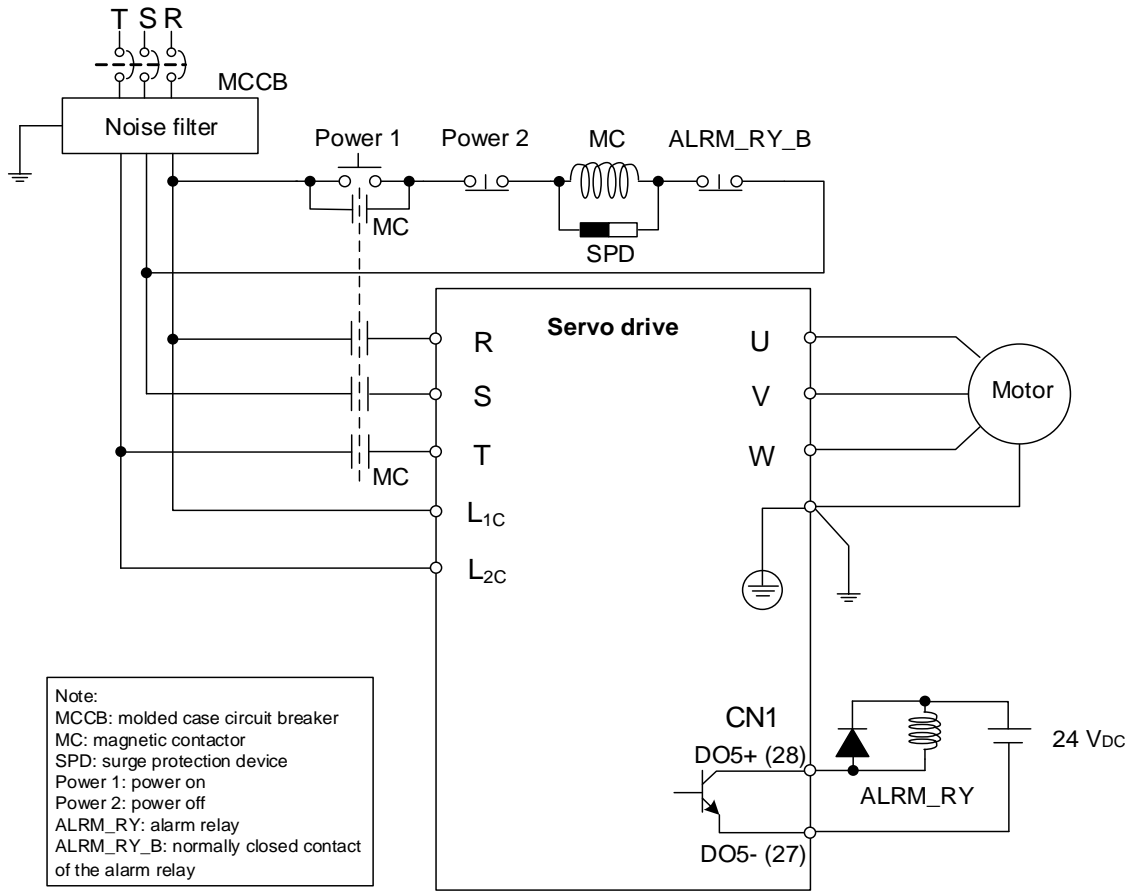 T S R
MCCB
Noise filter
Power 1
Power 2
MC
ALRM_RY_B
MC
SPD
Servo drive
R
U
S
V
Motor
T
W
MC
L1C
L2C
Note:
MCCB: molded case circuit breaker
MC: magnetic contactor
SPD: surge protection device
Power 1: power on
Power 2: power off
ALRM_RY: alarm relay
ALRM_RY_B: normally closed contact
of the alarm relay
CN1
DO5+ (28)
24 VDC
ALRM_RY
DO5- (27)